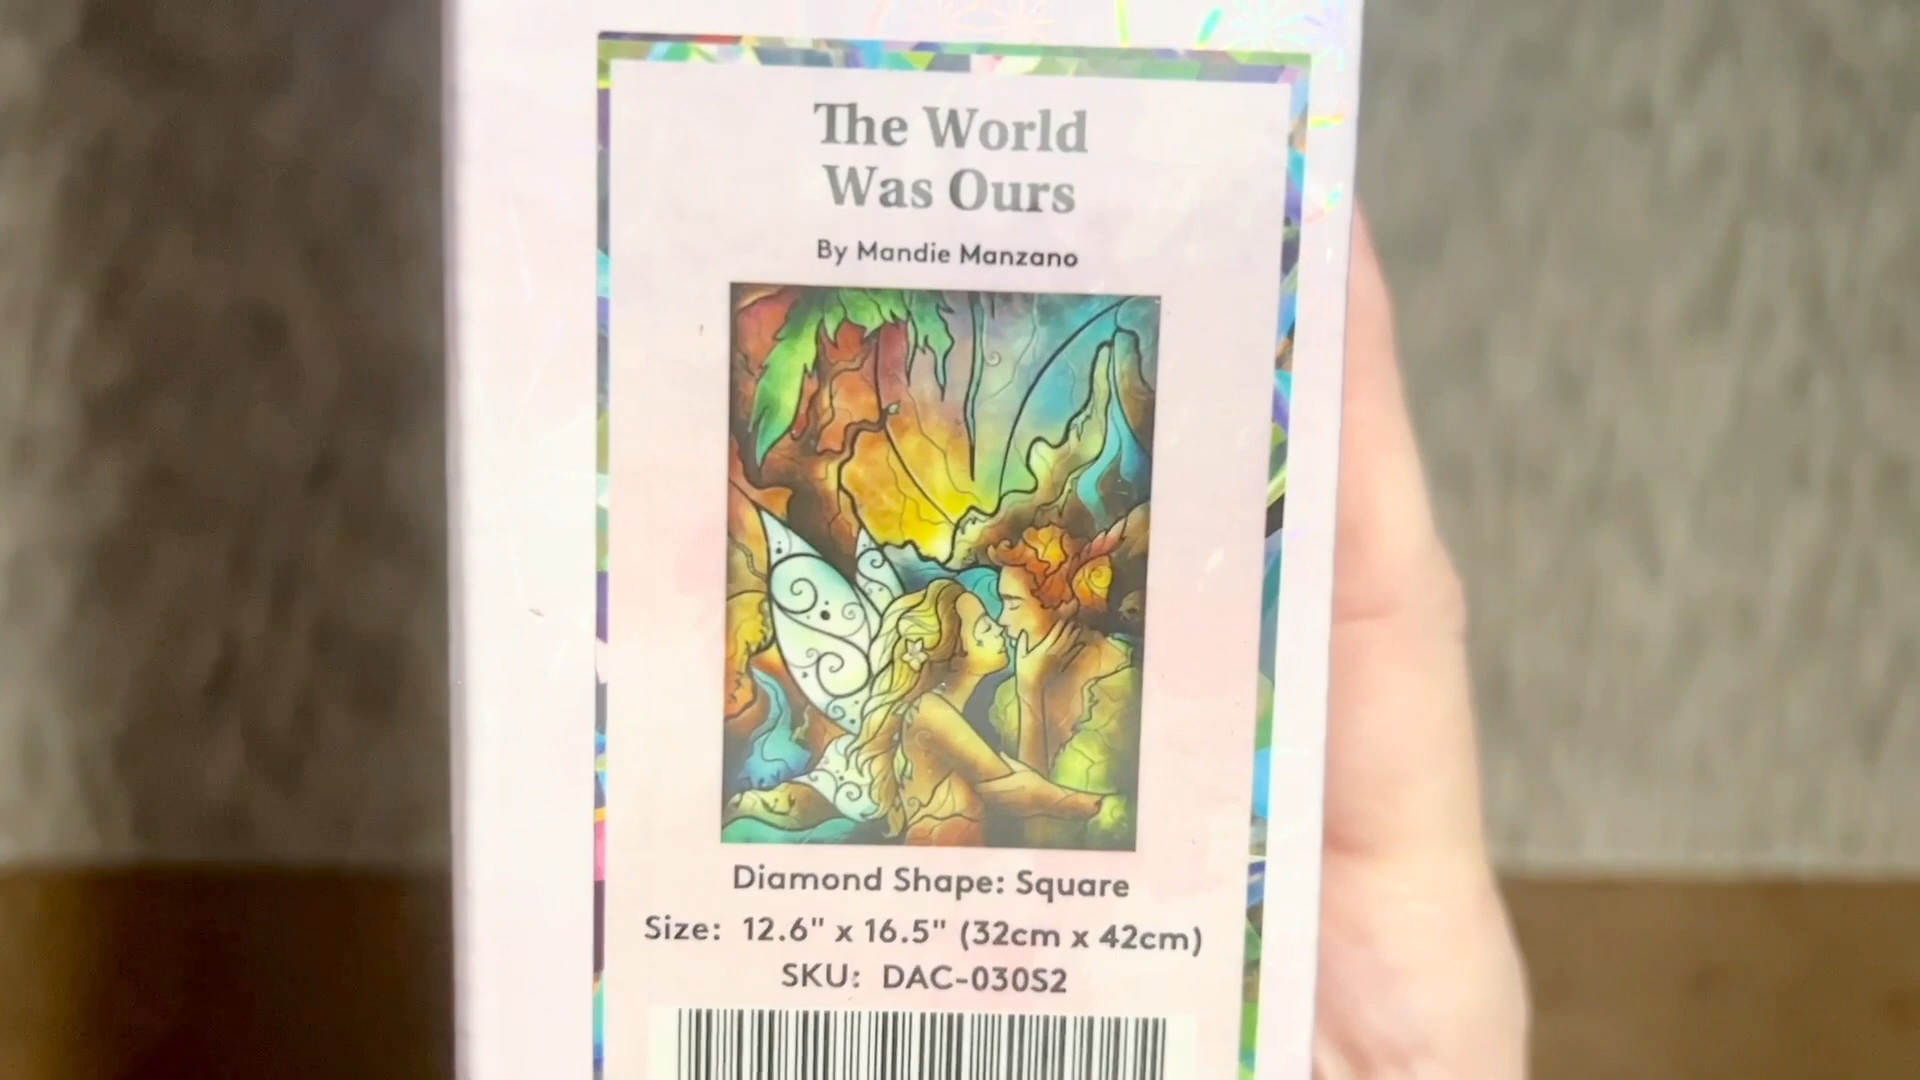 The World
Was Ours
By Mandie Manzano
Diamond Shape: Square
Size: 12.6" x 16.5" (32cm x 42cm)
SKU: DAC-030S2